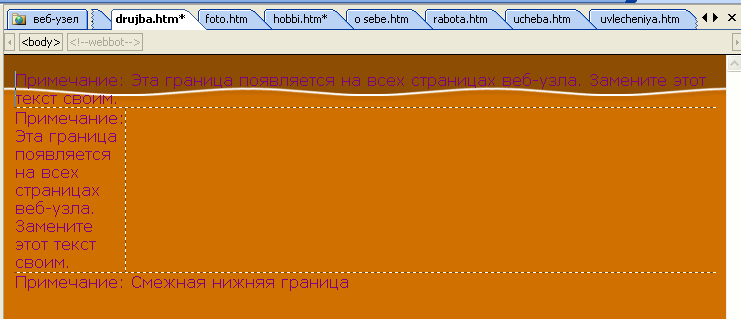 веб-узел drujba.htm* foto.htm hobbi.htm* o sebe.htm rabota.htm ucheba.htm uvlecheniya.htm
<body> <!--webbot-->
Примечание: Эта граница появляется на всех страницах веб-узла. Замените этот
текст своим.
Примечание:
Эта граница
появляется
на всех
страницах
веб-узла.
Замените
этот текст
своим.
Примечание: Смежная нижняя граница